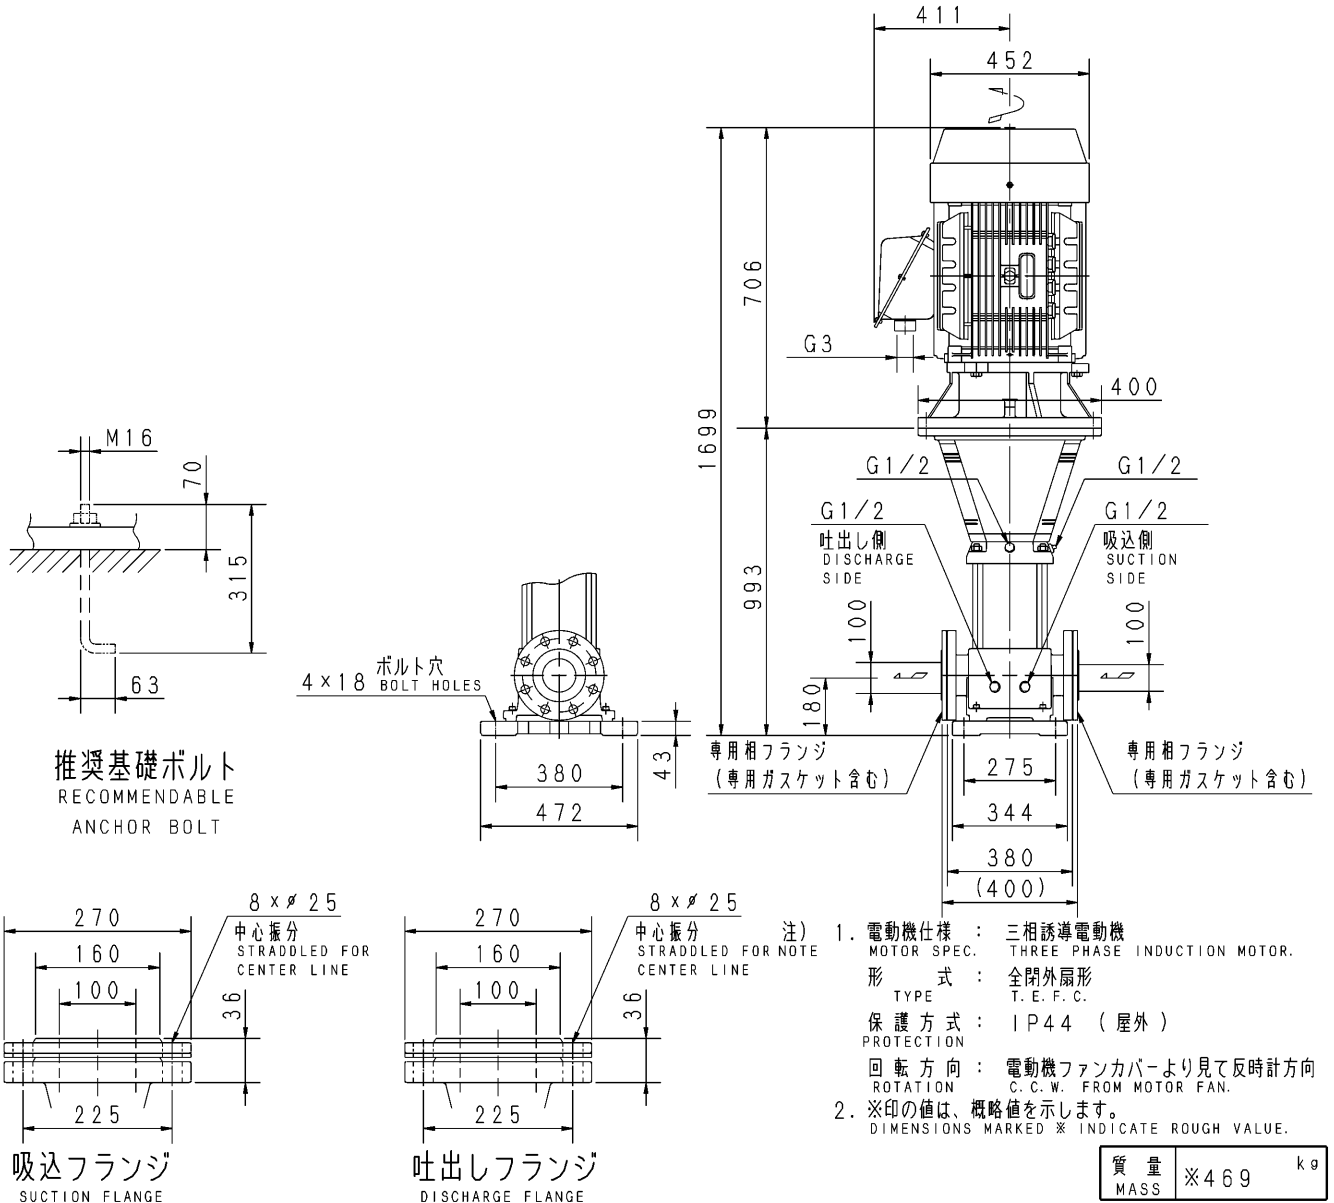 411
452
706
1699
G3
400
993
G1/2
G1/2
G1/2
吐出し側
DISCHARGE
SIDE
G1/2
吸込側
SUCTION
SIDE
100
100
180
専用相フランジ
(専用ガスケット含む)
専用相フランジ
(専用ガスケット含む)
275
344
380
(400)
M16
70
315
63
推奨基礎ボルト
RECOMMENDABLE
ANCHOR BOLT
ボルト穴
4×18 BOLT HOLES
43
380
472
270
160
100
36
8×ø25
中心振分
STRADDLED FOR
CENTER LINE
225
吸込フランジ
SUCTION FLANGE
270
160
100
36
8×ø25
中心振分
STRADDLED FOR
CENTER LINE
225
吐出しフランジ
DISCHARGE FLANGE
注)
NOTE
1. 電動機仕様 : 三相誘導電動機
MOTOR SPEC. THREE PHASE INDUCTION MOTOR.
形 式 : 全閉外扇形
TYPE T.E.F.C.
保護方式 : IP44 (屋外)
PROTECTION
回転方向 : 電動機ファンカバーより見て反時計方向
ROTATION C.C.W. FROM MOTOR FAN.
2. ※印の値は、概略値を示します。
DIMENSIONS MARKED ※ INDICATE ROUGH VALUE.
質量 ※469 kg
MASS